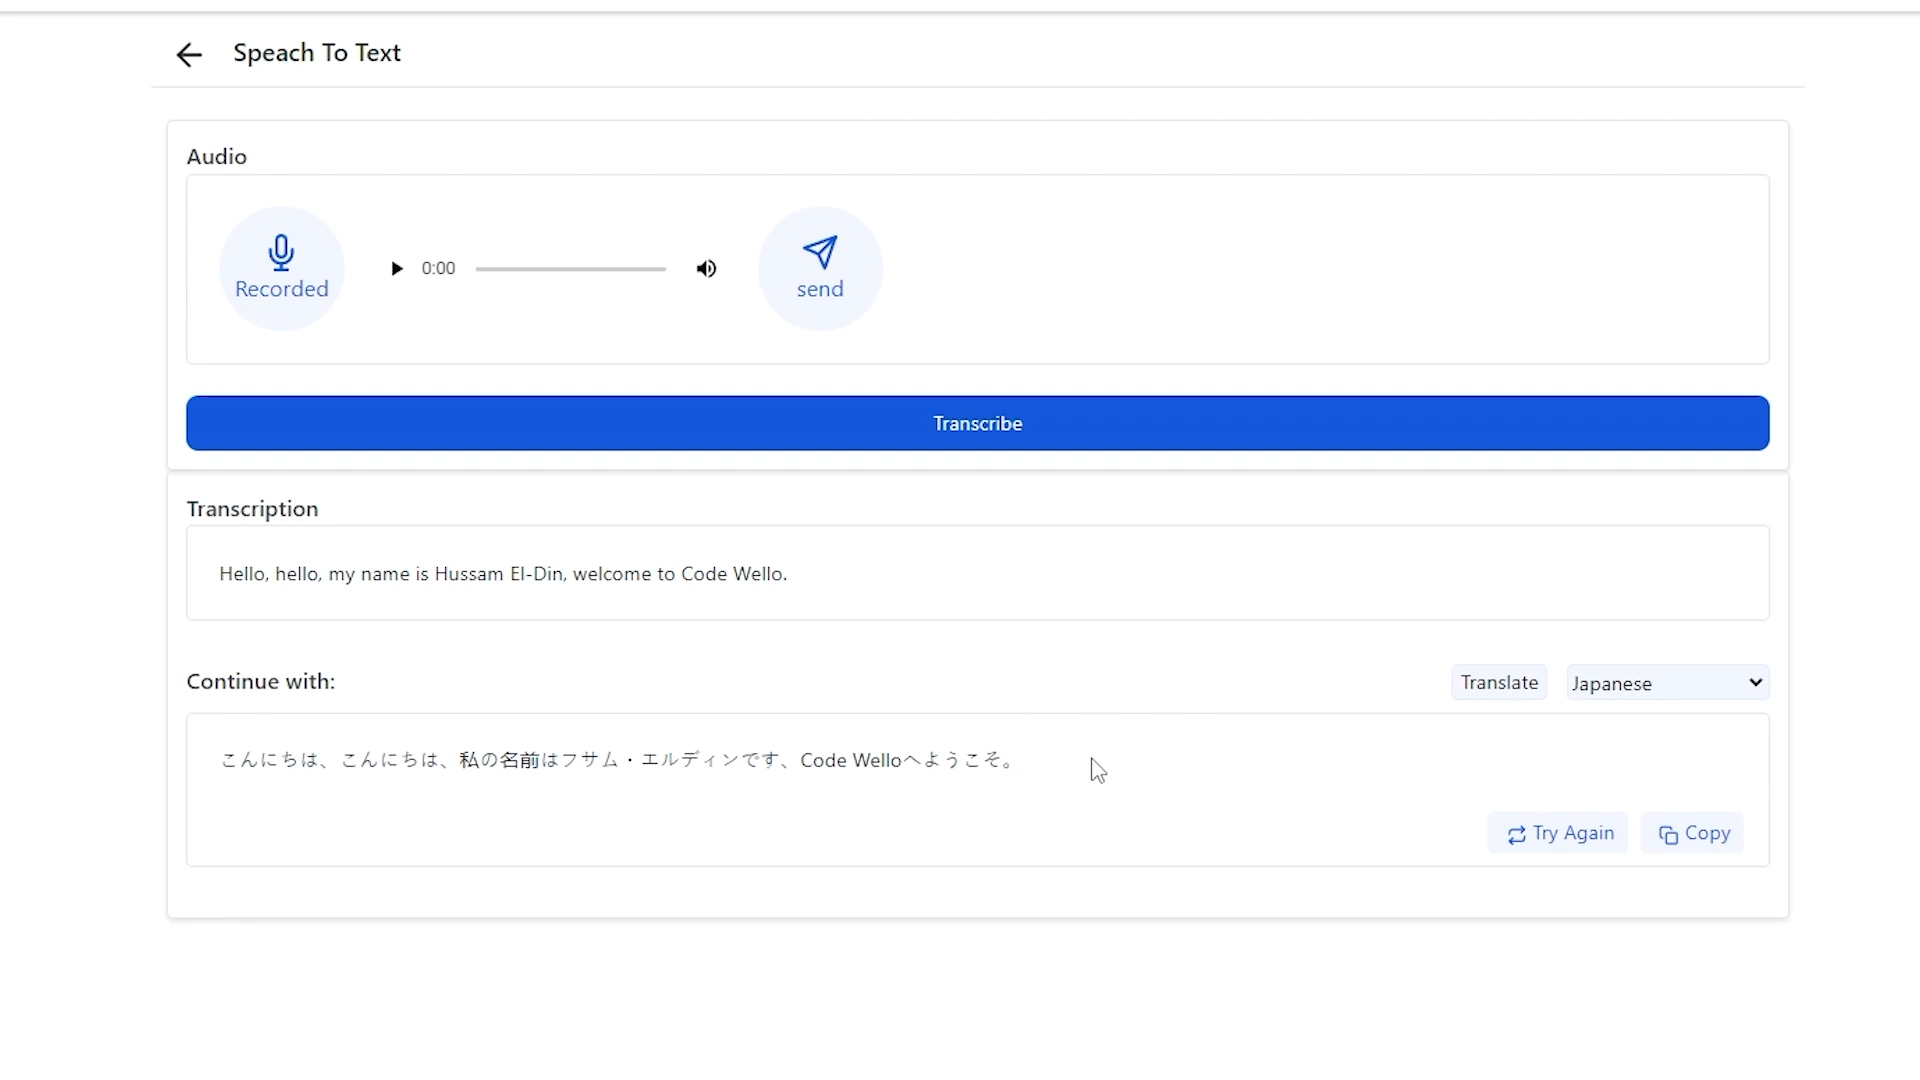 Speach To Text
Audio
Recorded
0:00
send
Transcribe
Transcription
Hello, hello, my name is Hussam El-Din, welcome to Code Wello.
Continue with:
Translate
Japanese
こんにちは、こんにちは、私の名前はフサム・エルディンです、Code Welloへようこそ。
Try Again
Copy